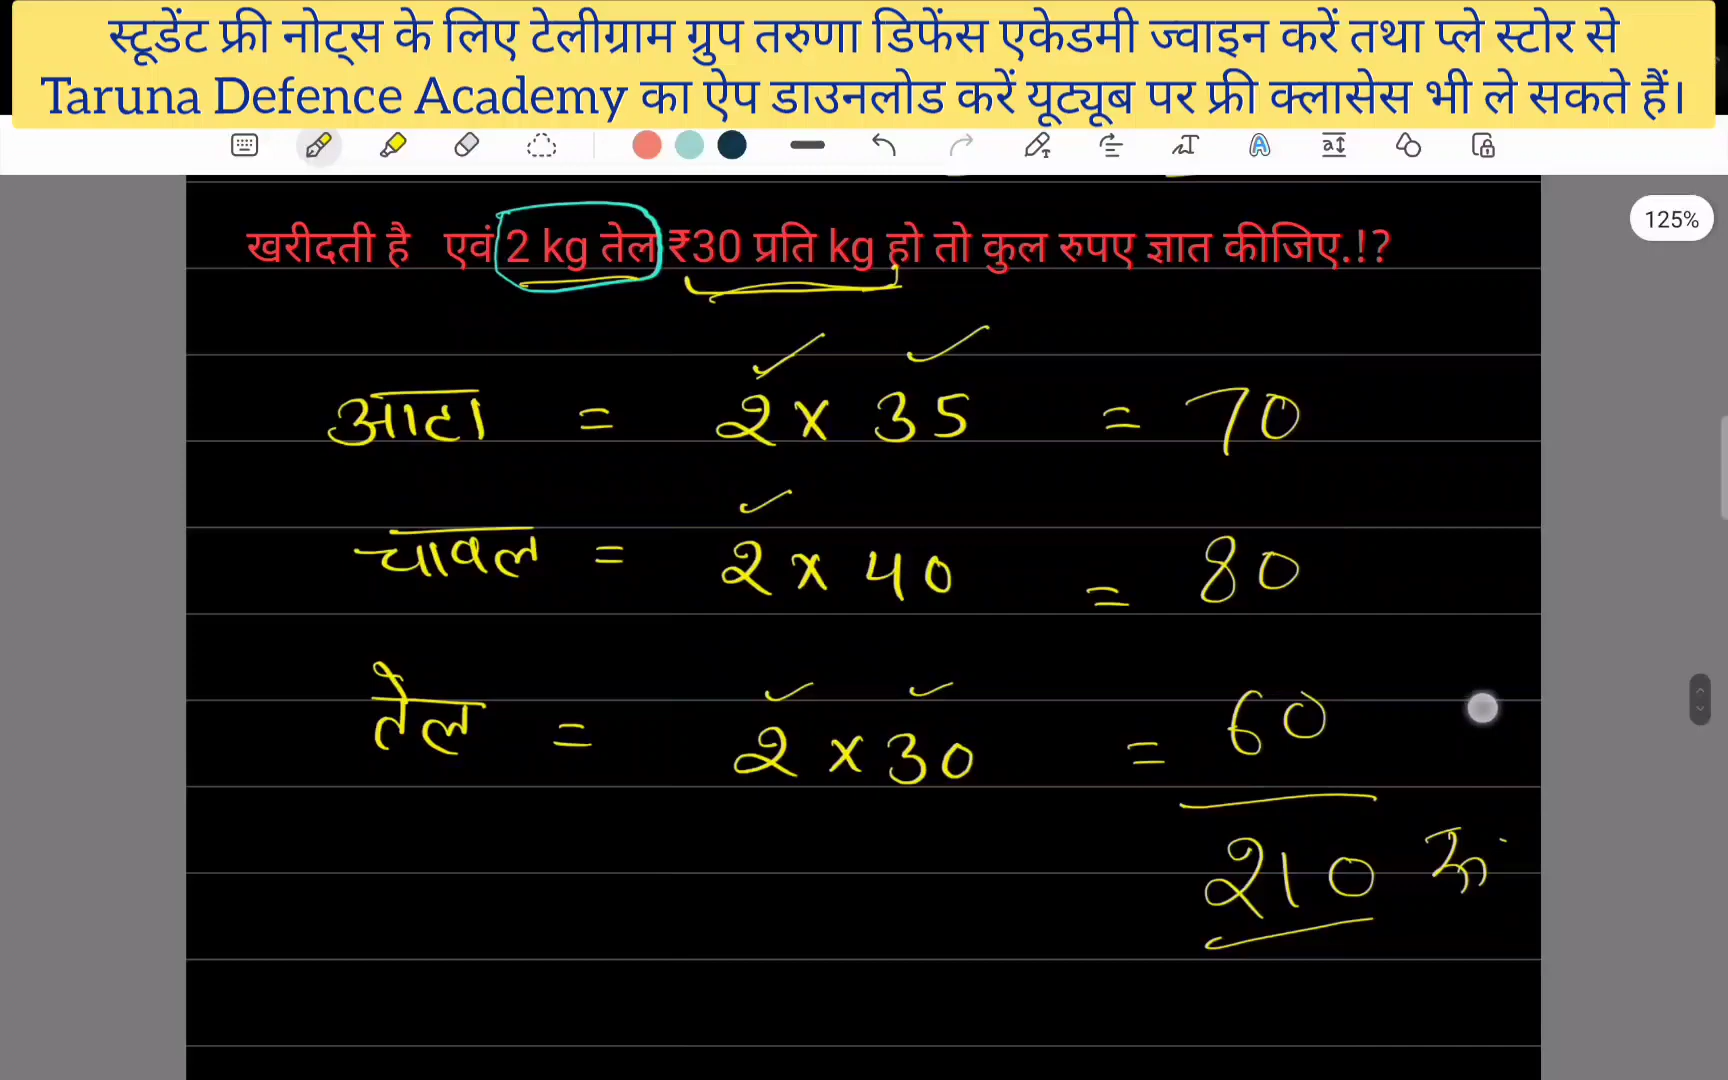 स्टूडेंट फ्री नोट्स के लिए टेलीग्राम ग्रुप तरुणा डिफेंस एकेडमी ज्वाइन करें तथा प्ले स्टोर से
Taruna Defence Academy का ऐप डाउनलोड करें यूट्यूब पर फ्री क्लासेस भी ले सकते हैं।
125%
खरीदती है एवं 2 kg तेल ₹30 प्रति kg हो तो कुल रुपए ज्ञात कीजिए.!?
आटा = 2 x 35 = 70
चावल = 2 x 40 = 80
तेल = 2 x 30 = 60
210 रु॰